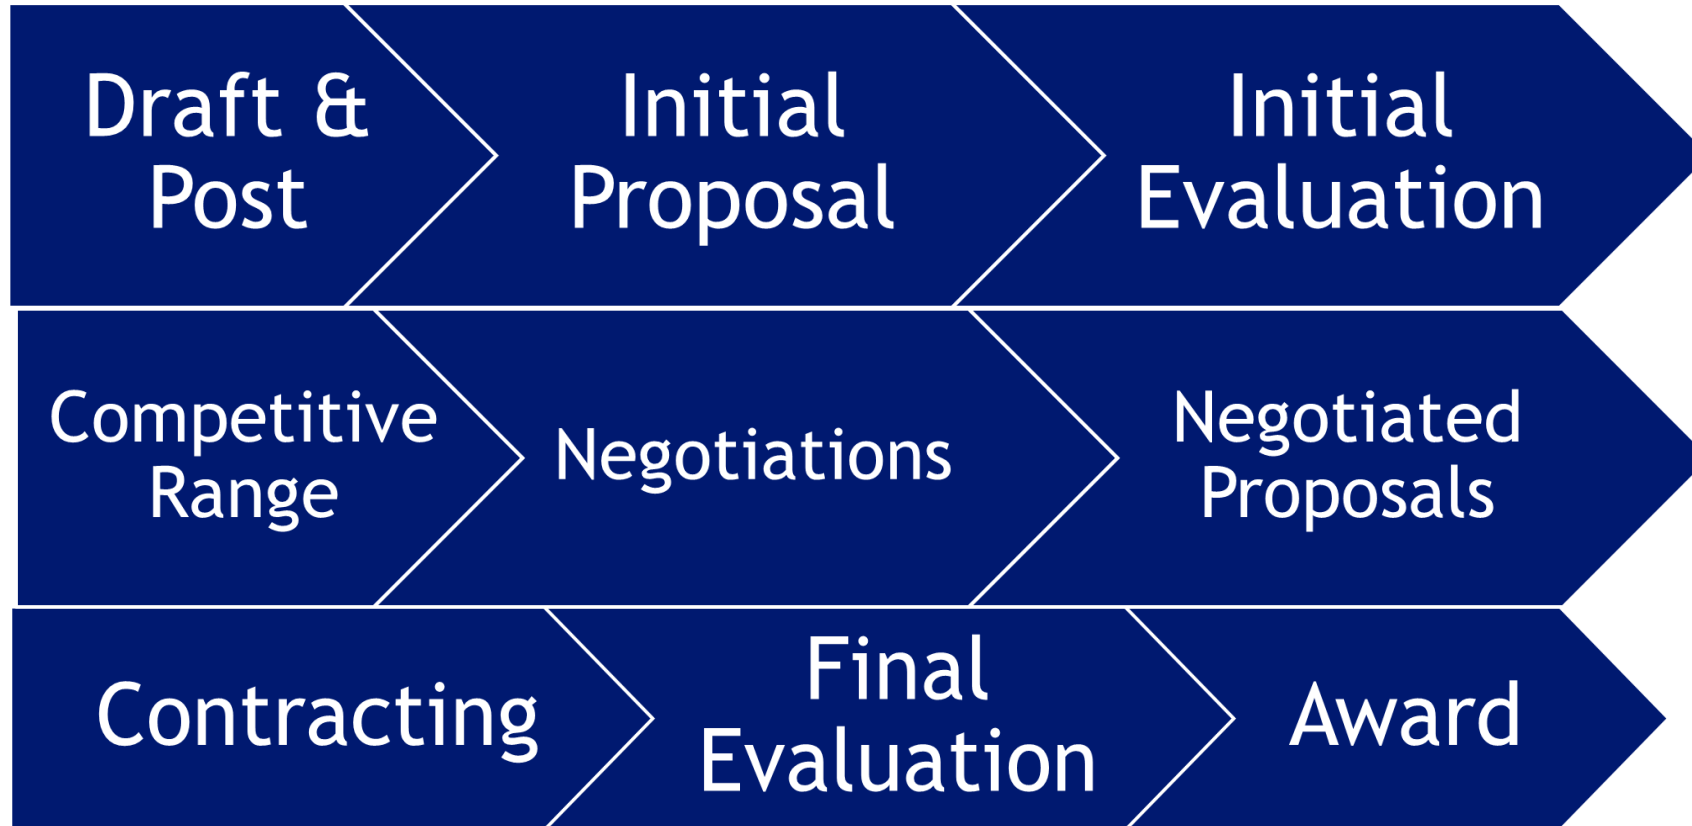 Draft &
Post
Initial
Proposal
Initial
Evaluation
Competitive
Range
Negotiations
Negotiated
Proposals
Contracting
Final
Evaluation
Award